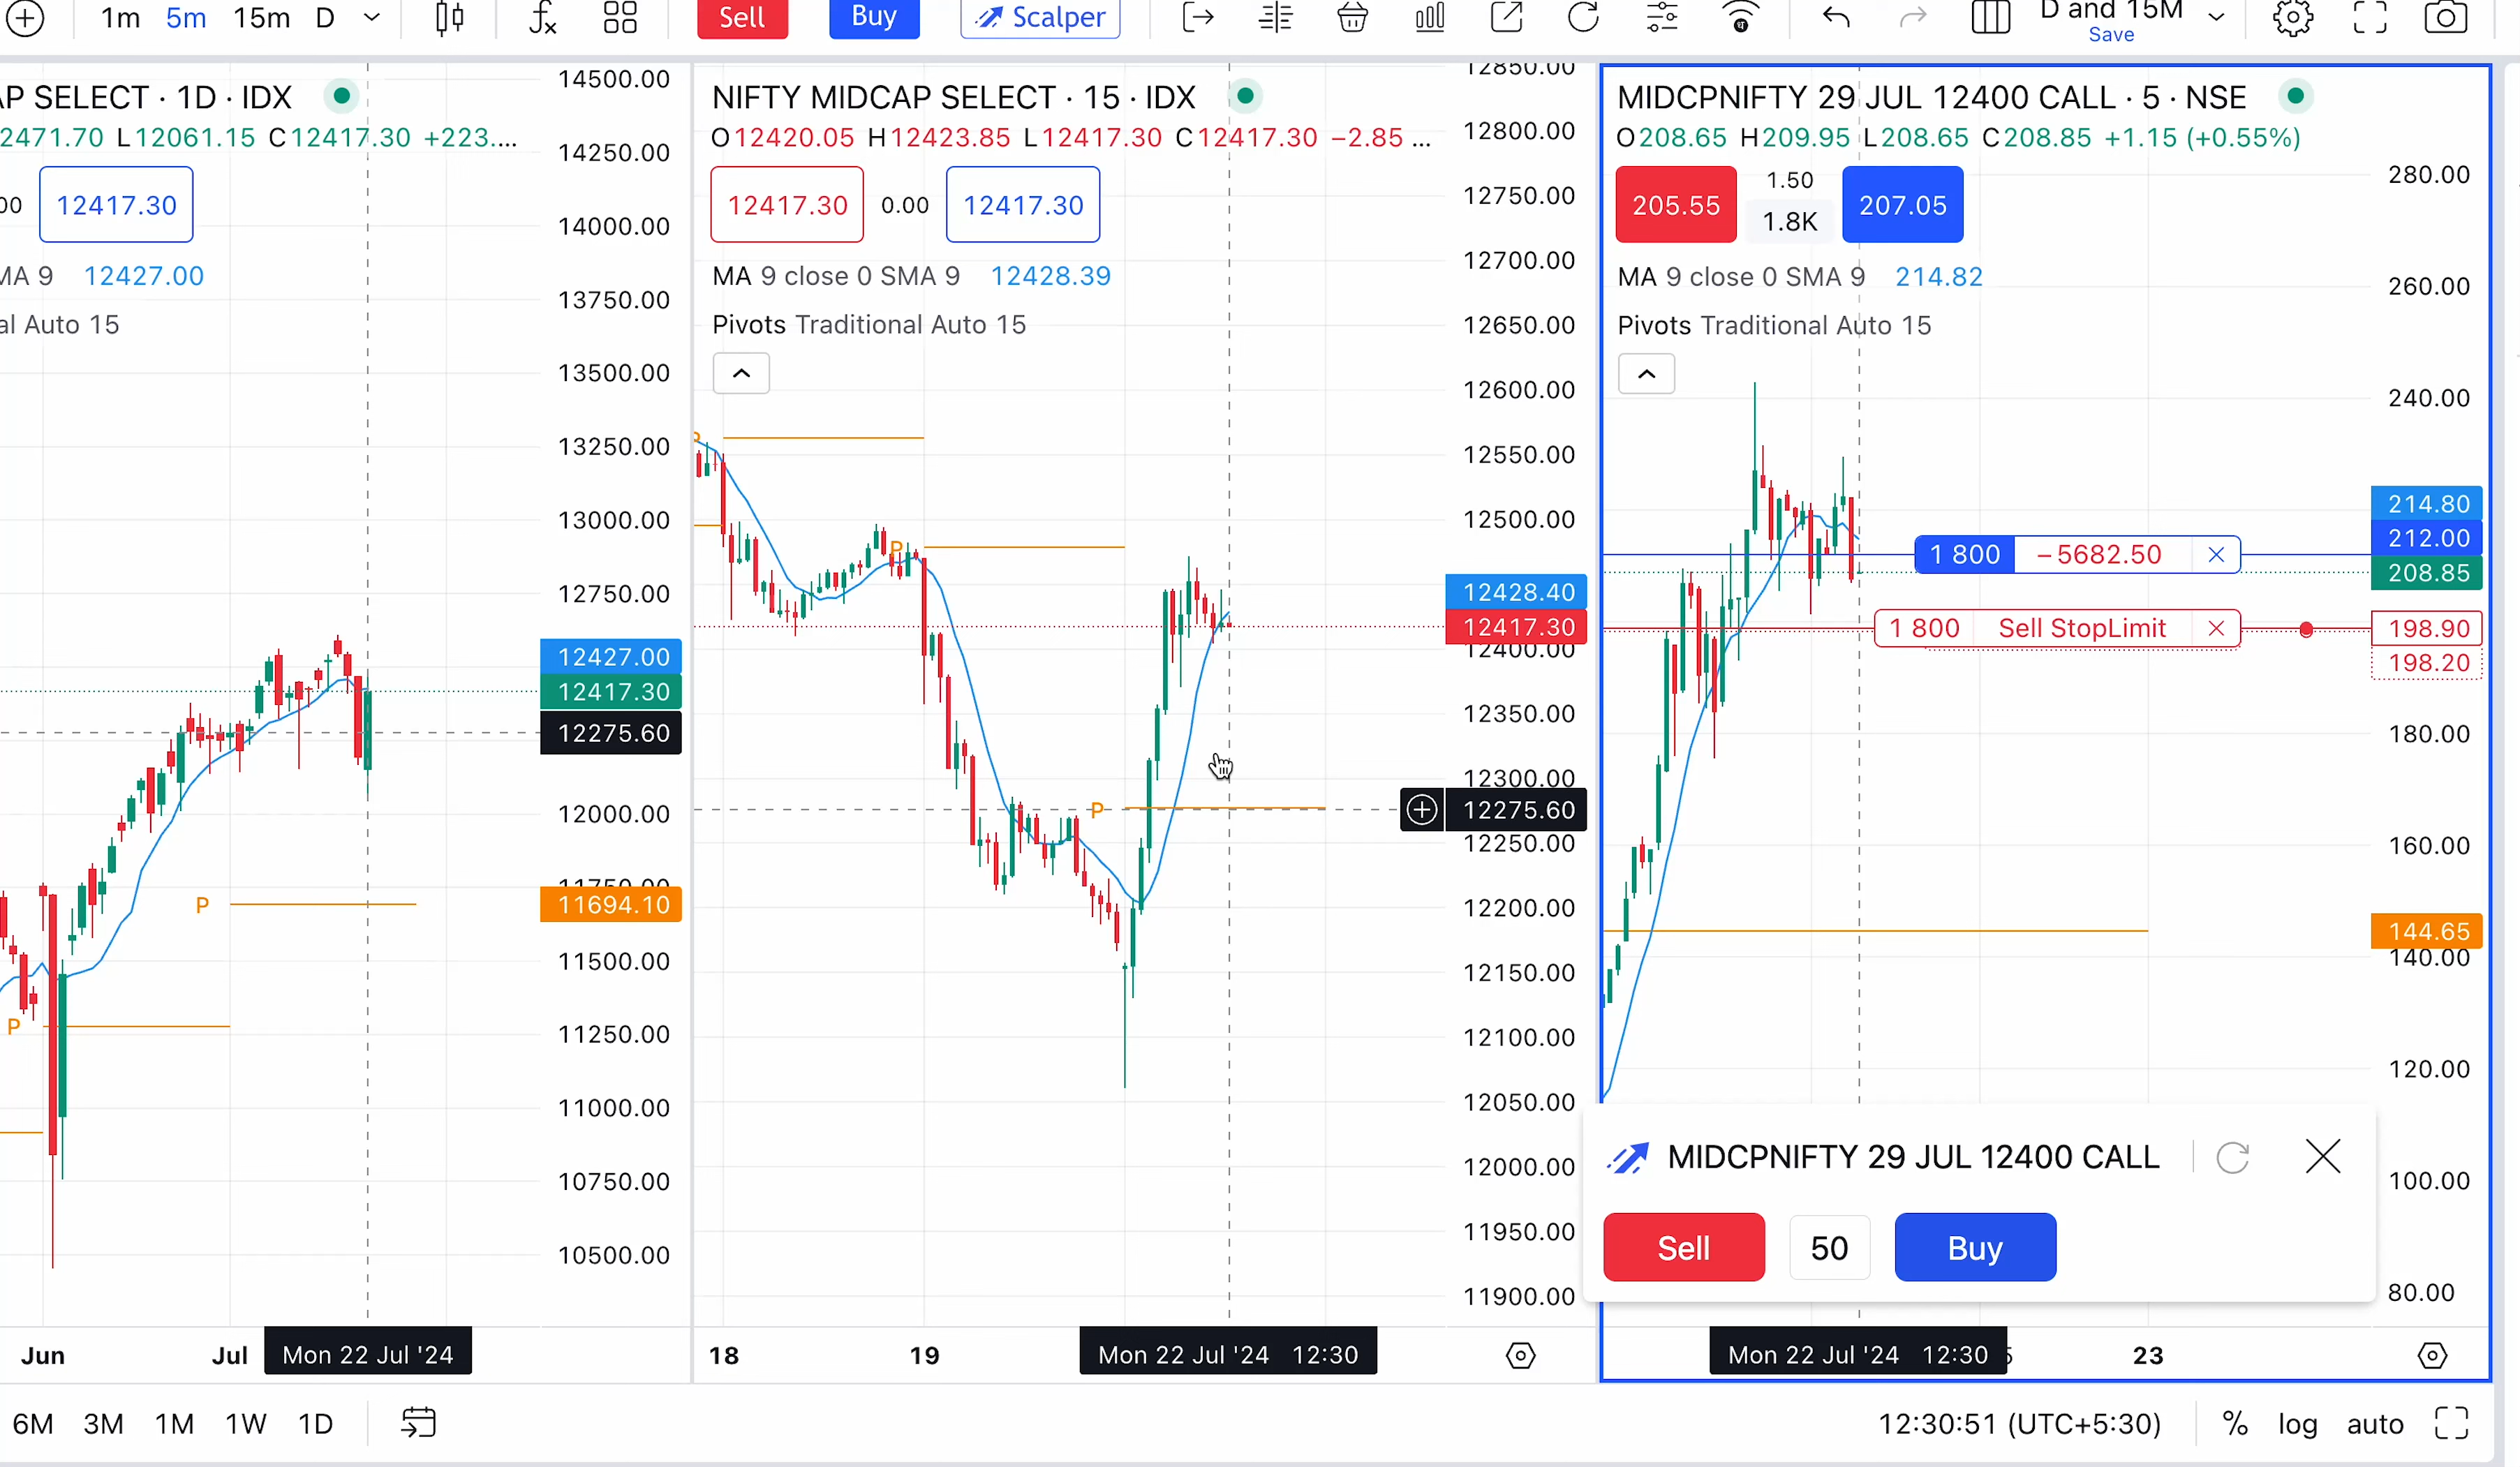 1m 5m 15m D Sell Buy Scalper D and 15M
Save
AP SELECT · 1D · IDX
2471.70 L12061.15 C12417.30 +223....
00 12417.30
MA 9 12427.00
al Auto 15
14500.00
14250.00
14000.00
13750.00
13500.00
13250.00
13000.00
12750.00
12427.00
12417.30
12275.60
12000.00
11750.00
11694.10
11500.00
11250.00
11000.00
10750.00
10500.00
P
P
Jun Jul Mon 22 Jul '24
NIFTY MIDCAP SELECT · 15 · IDX
O12420.05 H12423.85 L12417.30 C12417.30 −2.85 ...
12417.30 0.00 12417.30
MA 9 close 0 SMA 9 12428.39
Pivots Traditional Auto 15
P
P
P
12850.00
12800.00
12750.00
12700.00
12650.00
12600.00
12550.00
12500.00
12428.40
12417.30
12400.00
12350.00
12300.00
12275.60
12250.00
12200.00
12150.00
12100.00
12050.00
12000.00
11950.00
11900.00
18 19 Mon 22 Jul '24 12:30
MIDCPNIFTY 29 JUL 12400 CALL · 5 · NSE
O208.65 H209.95 L208.65 C208.85 +1.15 (+0.55%)
205.55 1.50 1.8K 207.05
MA 9 close 0 SMA 9 214.82
Pivots Traditional Auto 15
280.00
260.00
240.00
214.80
212.00
1 800 −5682.50
208.85
1 800 Sell StopLimit
198.90
198.20
180.00
160.00
144.65
140.00
120.00
100.00
80.00
MIDCPNIFTY 29 JUL 12400 CALL
Sell 50 Buy
Mon 22 Jul '24 12:30 23
6M 3M 1M 1W 1D
12:30:51 (UTC+5:30) % log auto